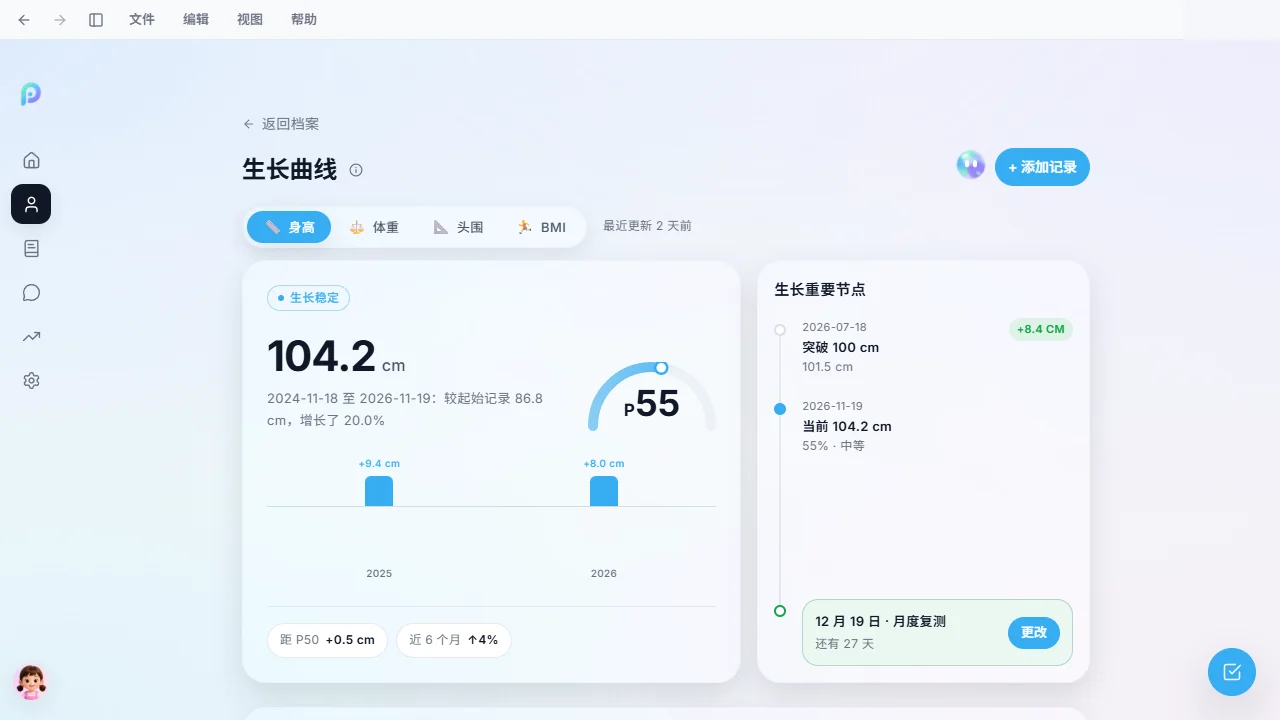 文件 编辑 视图 帮助
返回档案
生长曲线
+ 添加记录
身高 体重 头围 BMI 最近更新 2 天前
生长稳定
104.2 cm
2024-11-18 至 2026-11-19：较起始记录 86.8
cm，增长了 20.0%
P55
+9.4 cm +8.0 cm
2025 2026
距 P50 +0.5 cm 近 6 个月 ↑4%
生长重要节点
2026-07-18 +8.4 CM
突破 100 cm
101.5 cm
2026-11-19
当前 104.2 cm
55% · 中等
12 月 19 日 · 月度复测
还有 27 天
更改